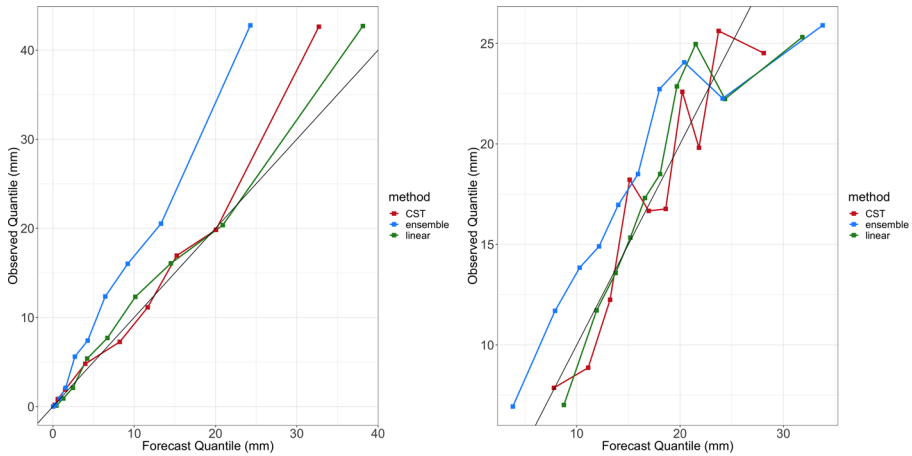 Observed Quantile (mm)
40
30
20
10
0
0
10
20
30
40
Forecast Quantile (mm)
method
CST
ensemble
linear
Observed Quantile (mm)
25
20
15
10
10
20
30
Forecast Quantile (mm)
method
CST
ensemble
linear